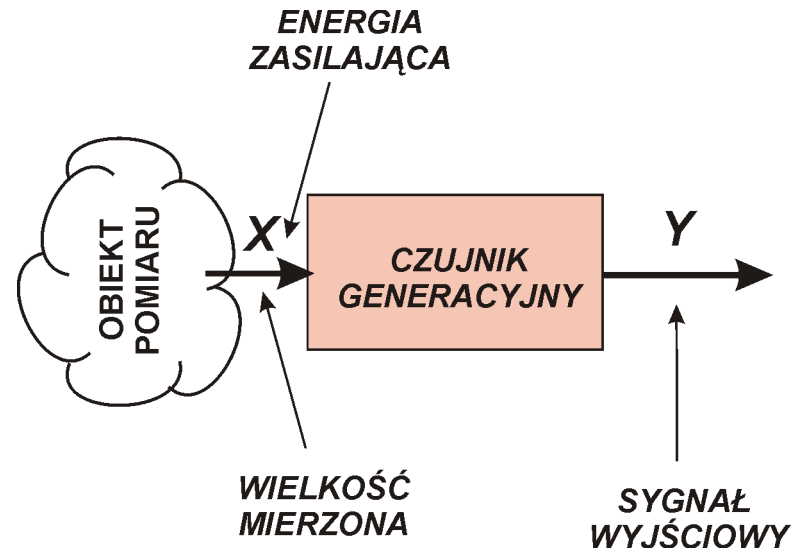 ENERGIA
ZASILAJĄCA
OBIEKT
POMIARU
X
CZUJNIK
GENERACYJNY
Y
WIELKOŚĆ
MIERZONA
SYGNAŁ
WYJŚCIOWY